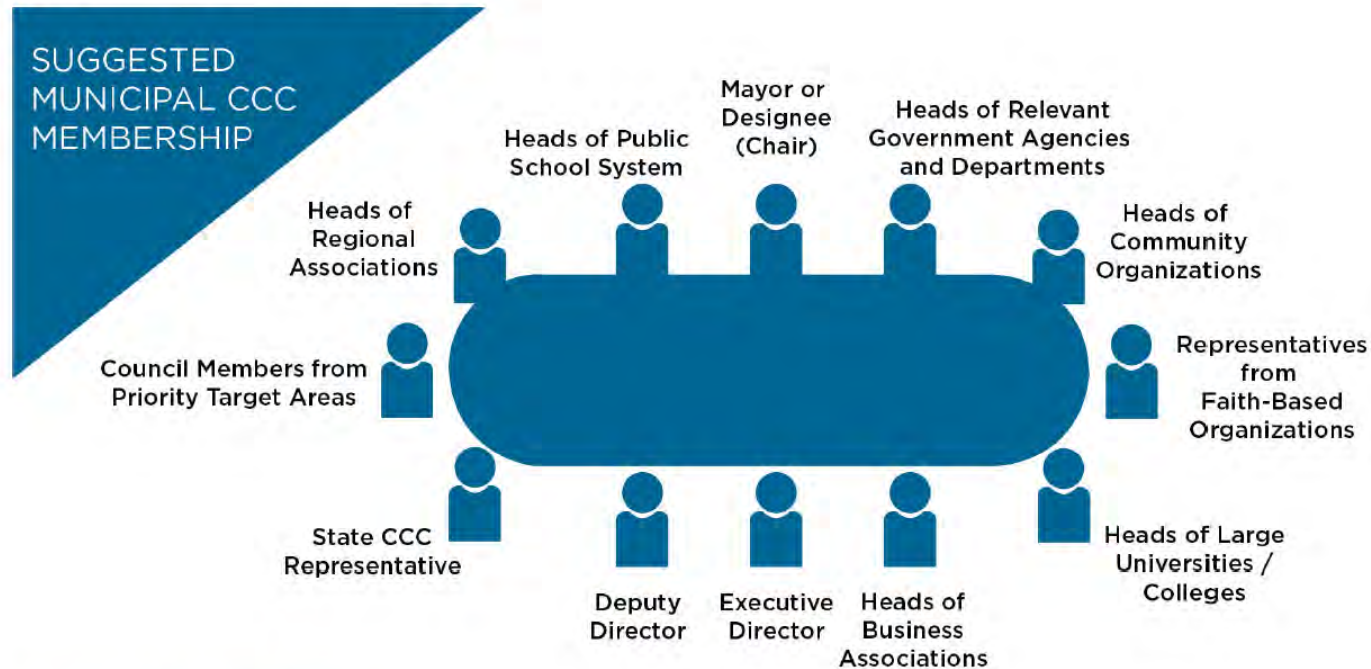 SUGGESTED
MUNICIPAL CCC
MEMBERSHIP
Mayor or
Designee
(Chair)
Heads of Public
School System
Heads of Relevant
Government Agencies
and Departments
Heads of
Regional
Associations
Heads of
Community
Organizations
Council Members from
Priority Target Areas
Representatives
from
Faith-Based
Organizations
State CCC
Representative
Heads of Large
Universities /
Colleges
Deputy
Director
Executive
Director
Heads of
Business
Associations